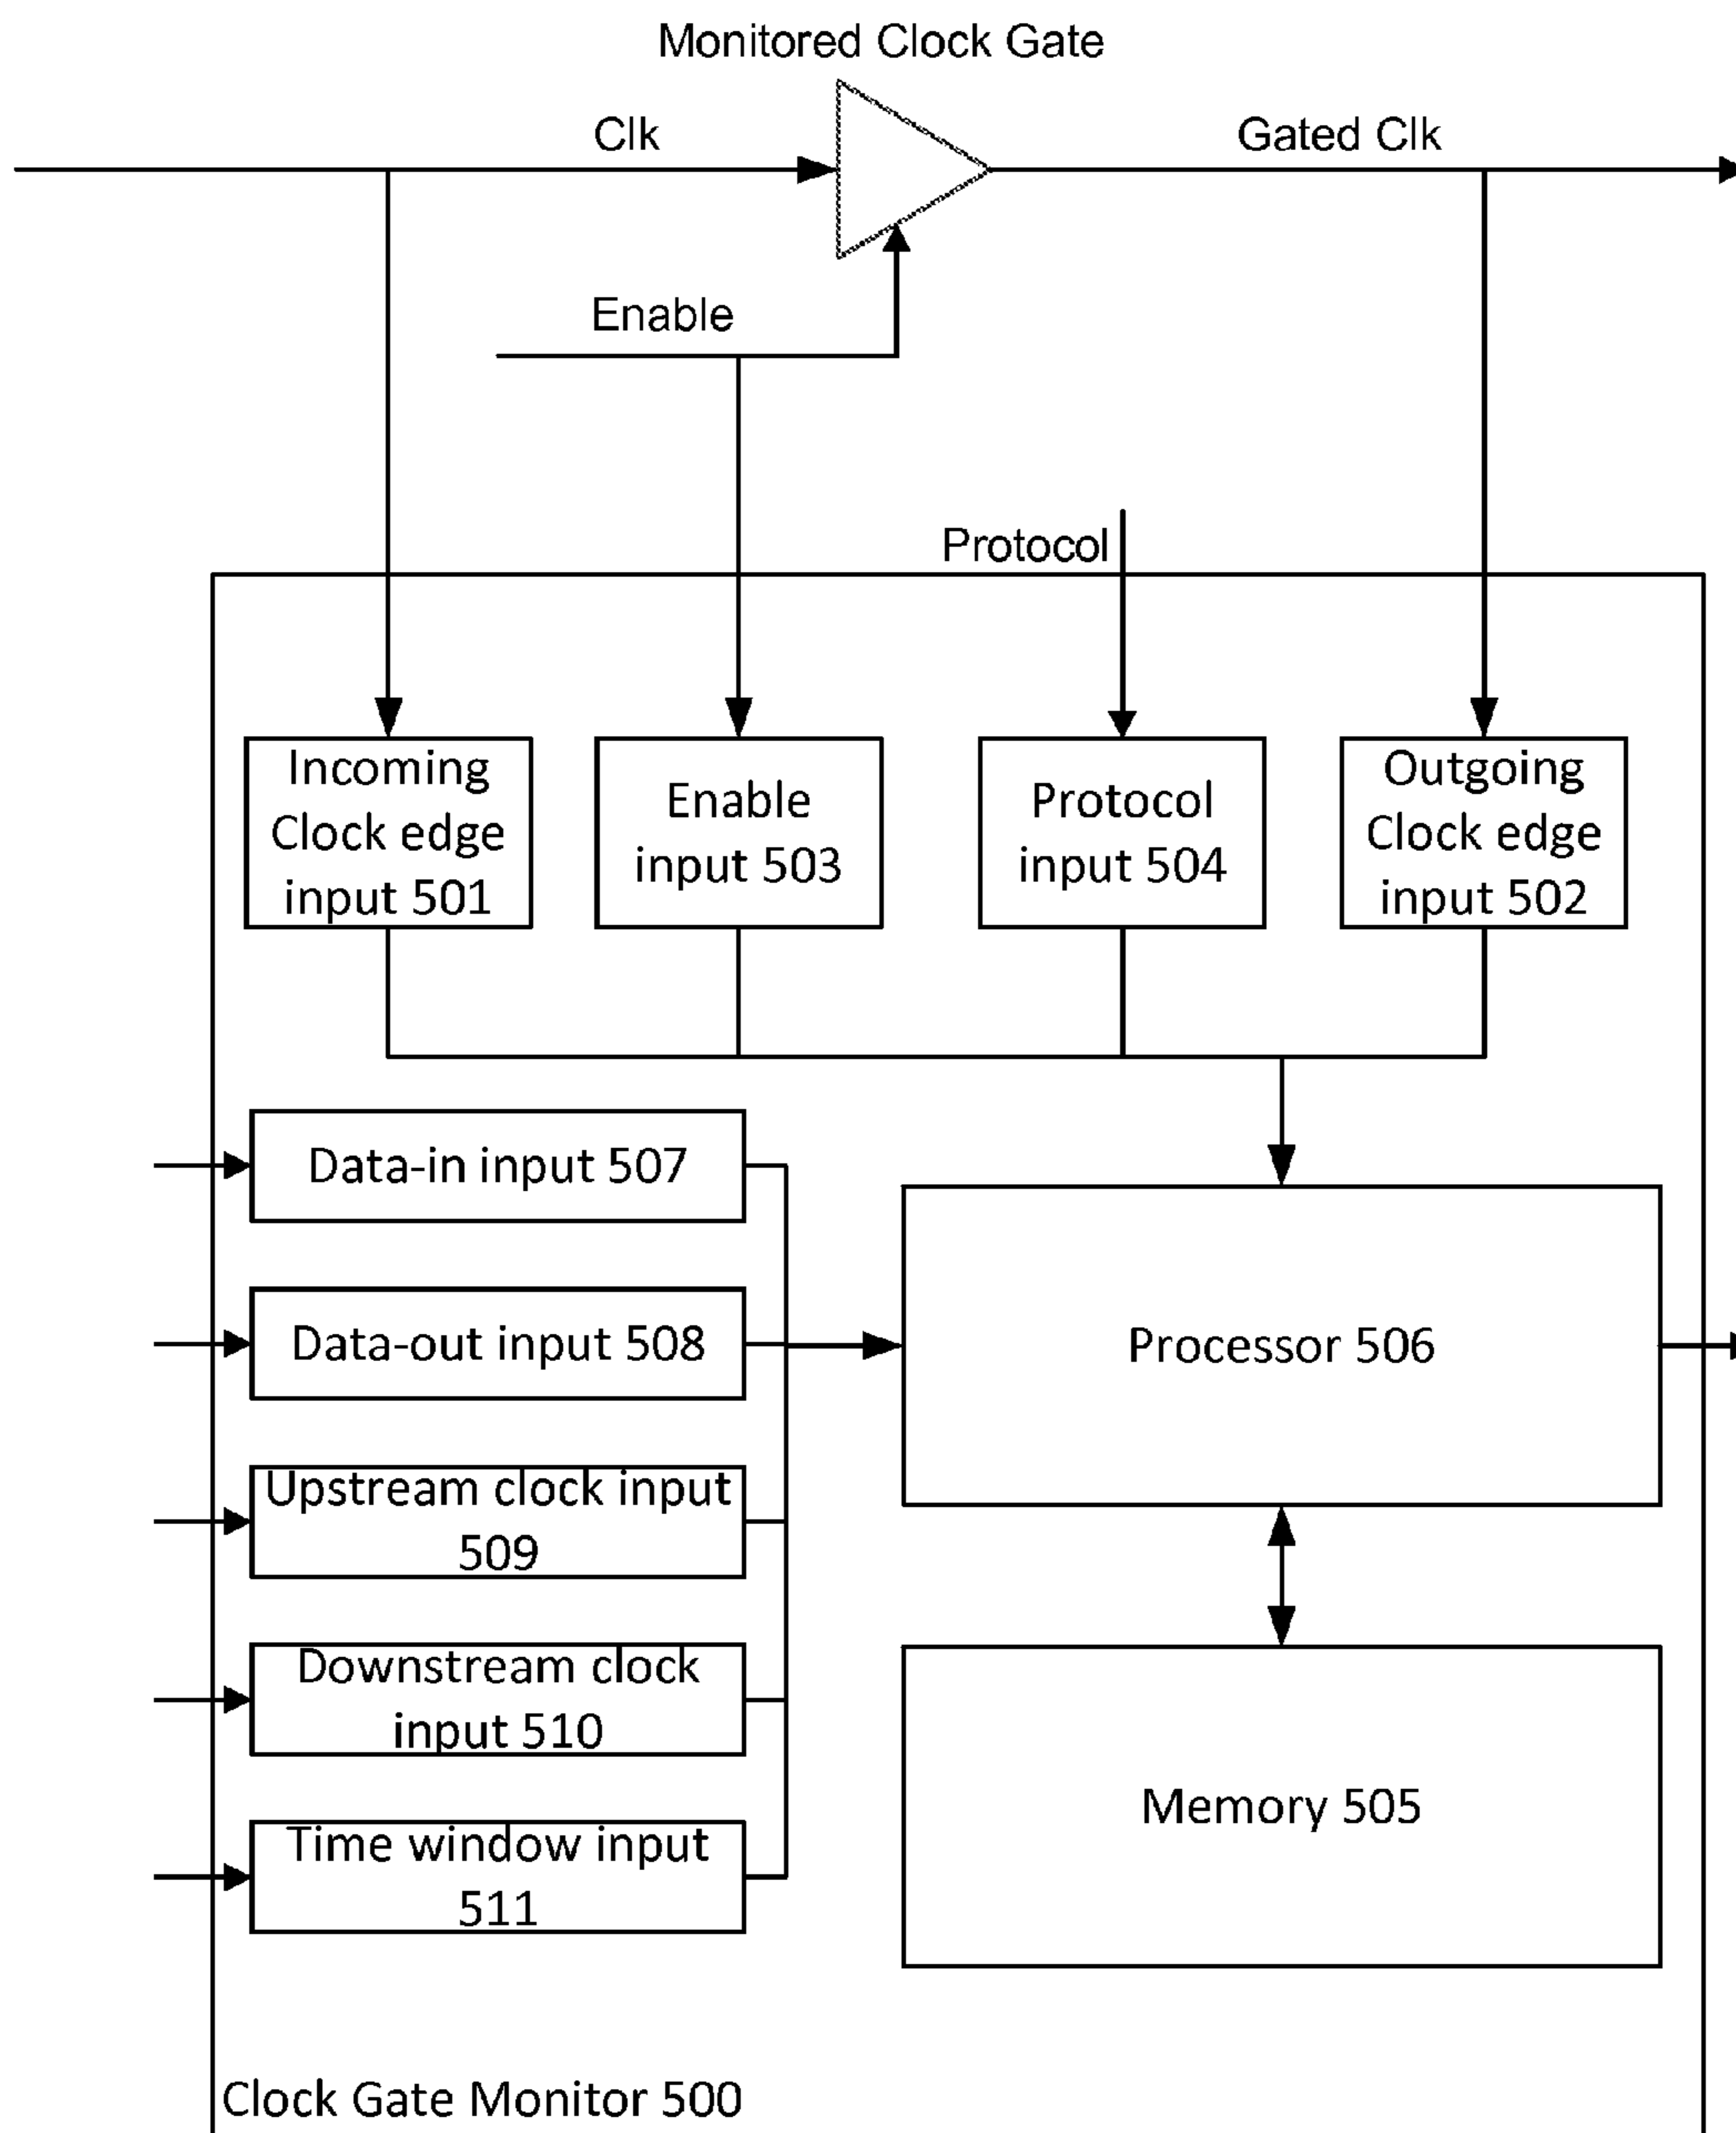 Monitored Clock Gate
Clk
Gated Clk
Enable
Protocol
Incoming
Clock edge
input 501
Enable
input 503
Protocol
input 504
Outgoing
Clock edge
input 502
Data-in input 507
Data-out input 508
Upstream clock input
509
Downstream clock
input 510
Time window input
511
Processor 506
Memory 505
Clock Gate Monitor 500